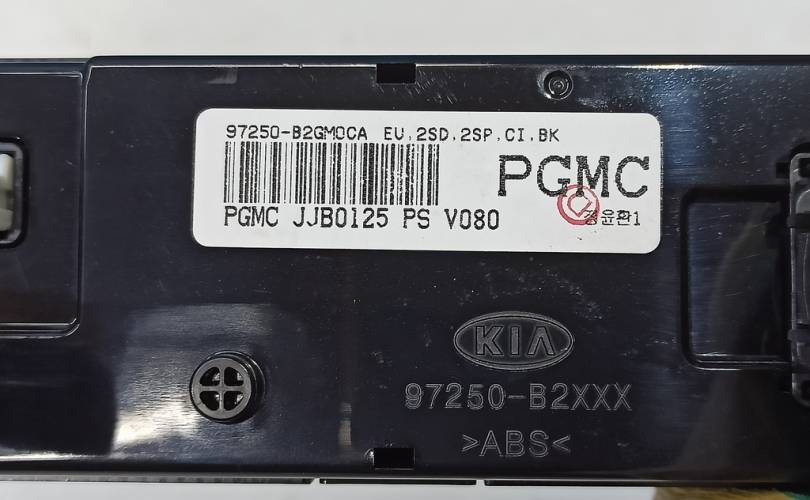 97250-B2GM0CA EU.2SD.2SP.CI.BK
PGMC
PGMC JJB0125 PS V080
경윤환1
KIA
97250-B2XXX
>ABS<